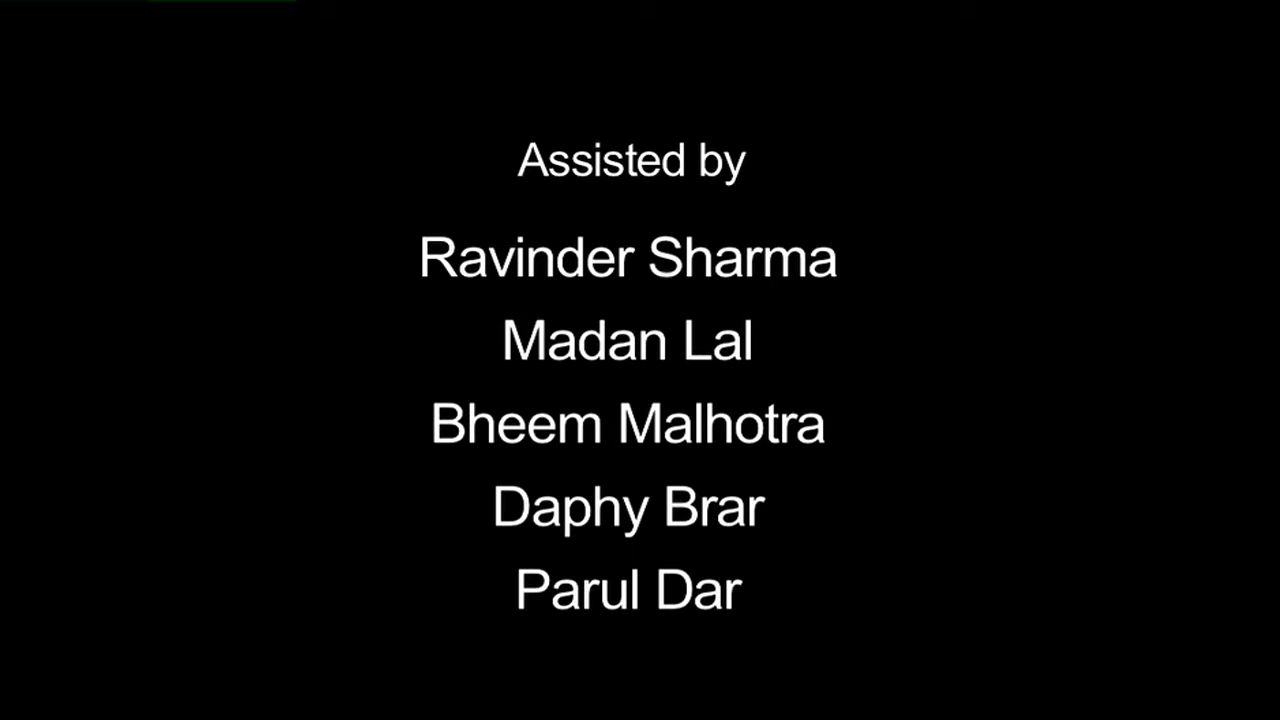 Assisted by
Ravinder Sharma
Madan Lal
Bheem Malhotra
Daphy Brar
Parul Dar